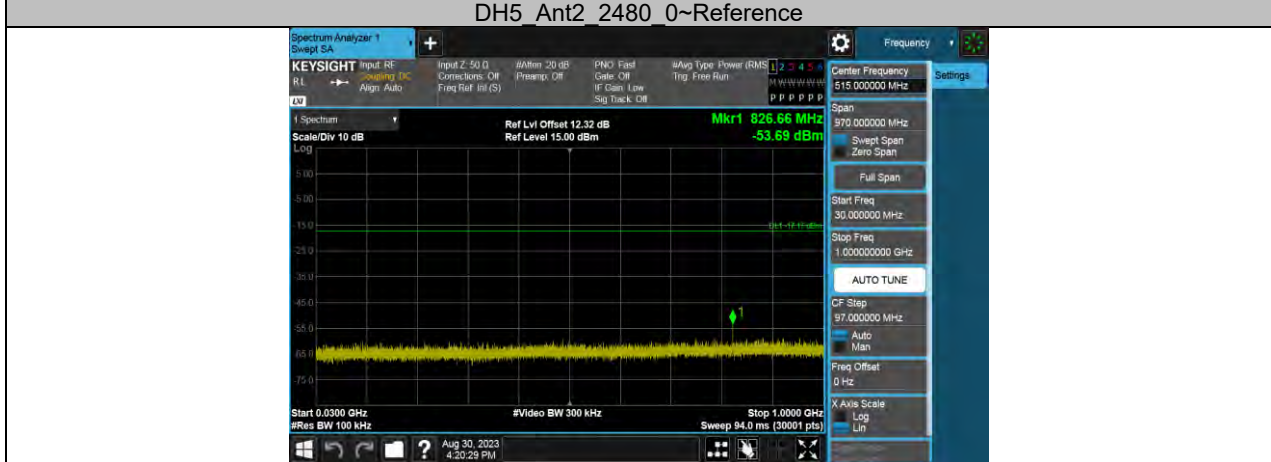 DH5_Ant2_2480_0~Reference
Spectrum Analyzer 1
Swept SA
+
Frequency
KEYSIGHT
RL
LXI
Input: RF
Coupling: DC
Align: Auto
Input Z: 50 Ω
Corrections: Off
Freq Ref: Int (S)
#Atten: 20 dB
Preamp: Off
PNO: Fast
Gate: Off
IF Gain: Low
Sig Track: Off
#Avg Type: Power (RMS
Trig: Free Run
1 2 3 4 5 6
M W W W W W
P P P P P P
Center Frequency
515.000000 MHz
Settings
Span
970.000000 MHz
Swept Span
Zero Span
Full Span
Start Freq
30.000000 MHz
Stop Freq
1.000000000 GHz
AUTO TUNE
CF Step
97.000000 MHz
Auto
Man
Freq Offset
0 Hz
X Axis Scale
Log
Lin
1 Spectrum
Scale/Div 10 dB
Log
Ref Lvl Offset 12.32 dB
Ref Level 15.00 dBm
Mkr1 826.66 MHz
-53.69 dBm
5.00
-5.00
-15.0
-25.0
-35.0
-45.0
-55.0
-65.0
-75.0
1
Start 0.0300 GHz
#Res BW 100 kHz
#Video BW 300 kHz
Stop 1.0000 GHz
Sweep 94.0 ms (30001 pts)
?
Aug 30, 2023
4:20:29 PM